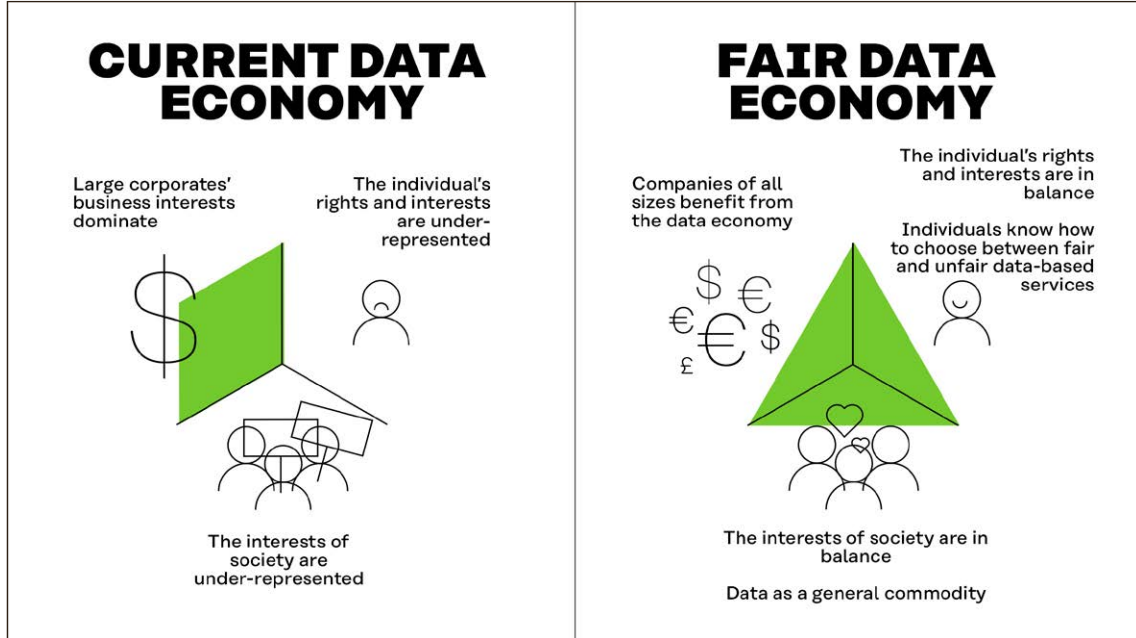 CURRENT DATA
ECONOMY
Large corporates'
business interests
dominate
The individual's
rights and interests
are under-
represented
$
The interests of
society are
under-represented
FAIR DATA
ECONOMY
Companies of all
sizes benefit from
the data economy
The individual's rights
and interests are in
balance
Individuals know how
to choose between fair
and unfair data-based
services
$ €
€ € $
£
The interests of society are in
balance
Data as a general commodity